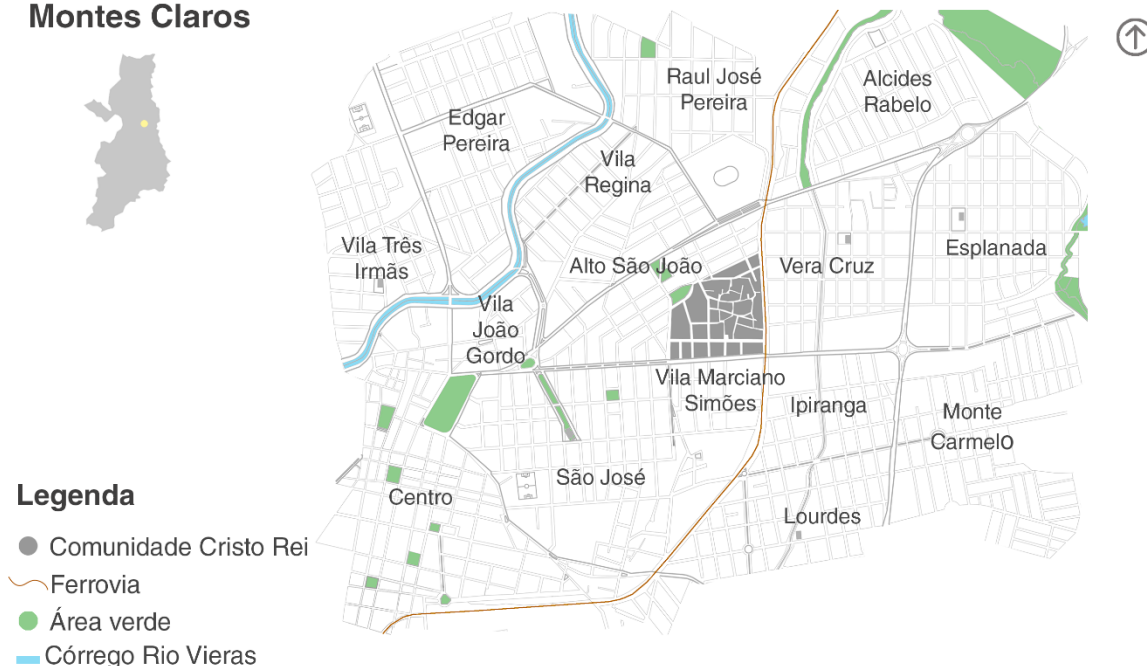 Montes Claros
Raul José
Pereira
Alcides
Rabelo
Edgar
Pereira
Vila
Regina
Vila Três
Irmãs
Alto São João
Vera Cruz
Esplanada
Vila
João
Gordo
Vila Marciano
Simões
Ipiranga
Monte
Carmelo
São José
Centro
Lourdes
Legenda
Comunidade Cristo Rei
Ferrovia
Área verde
Córrego Rio Vieras